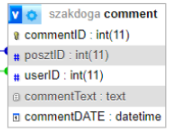 v szakdoga comment
commentID : int(11)
# posztID : int(11)
# userID : int(11)
commentText : text
commentDATE : datetime